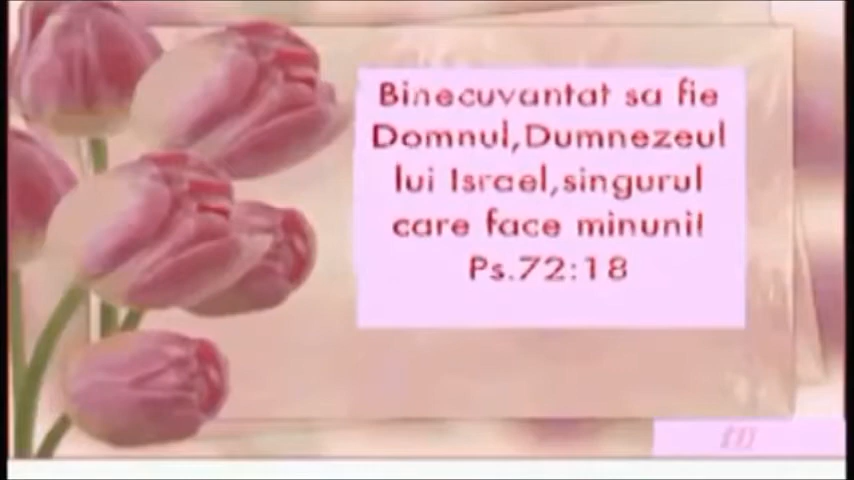 Binecuvantat sa fie
Domnul,Dumnezeul
lui Israel,singurul
care face minuni!
Ps.72:18